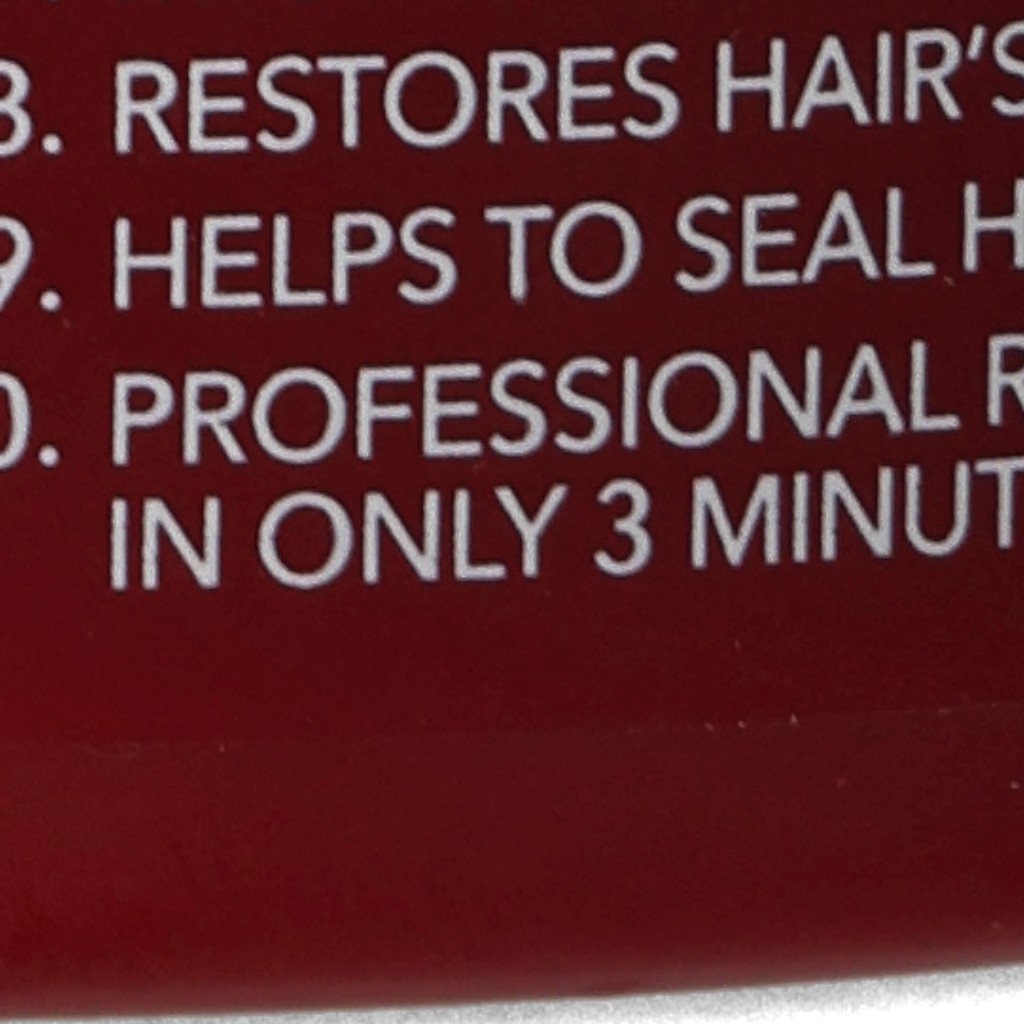 8. RESTORES HAIR'S
9. HELPS TO SEAL H
0. PROFESSIONAL R
IN ONLY 3 MINUT